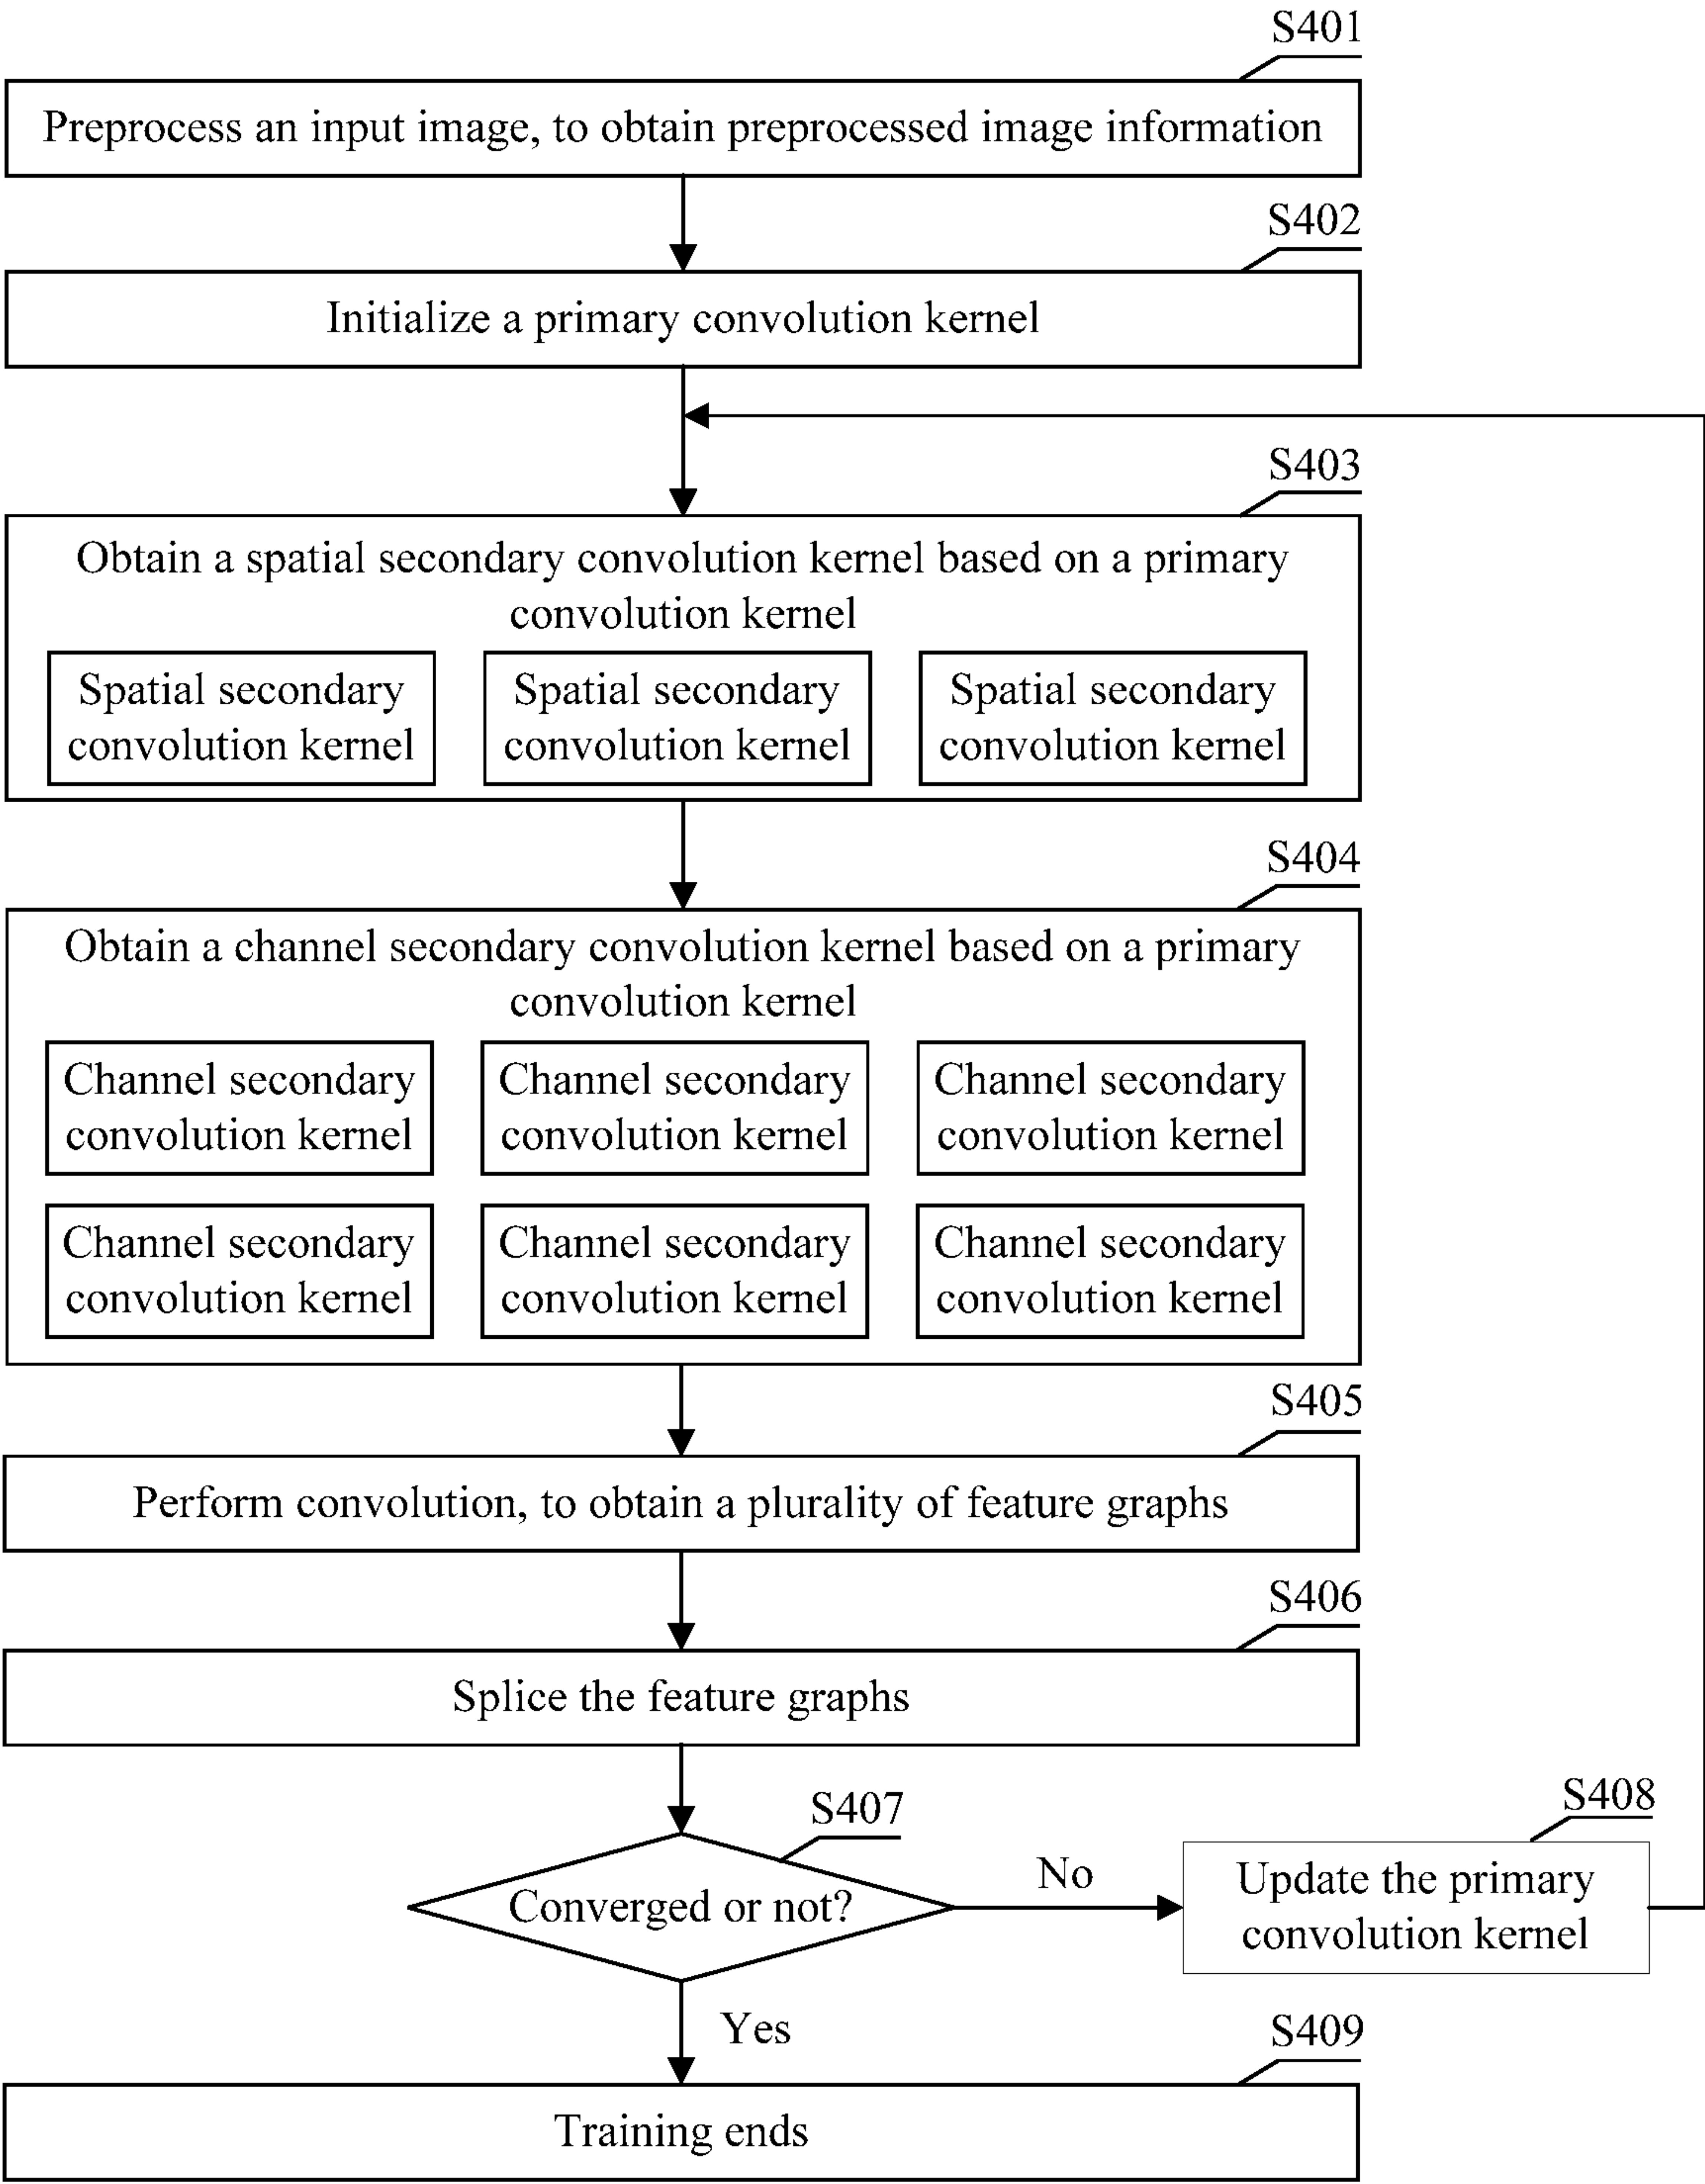 S401
Preprocess an input image, to obtain preprocessed image information
S402
Initialize a primary convolution kernel
S403
Obtain a spatial secondary convolution kernel based on a primary
convolution kernel
Spatial secondary
convolution kernel
Spatial secondary
convolution kernel
Spatial secondary
convolution kernel
S404
Obtain a channel secondary convolution kernel based on a primary
convolution kernel
Channel secondary
convolution kernel
Channel secondary
convolution kernel
Channel secondary
convolution kernel
Channel secondary
convolution kernel
Channel secondary
convolution kernel
Channel secondary
convolution kernel
S405
Perform convolution, to obtain a plurality of feature graphs
S406
Splice the feature graphs
S407
Converged or not?
No
S408
Update the primary
convolution kernel
Yes
S409
Training ends